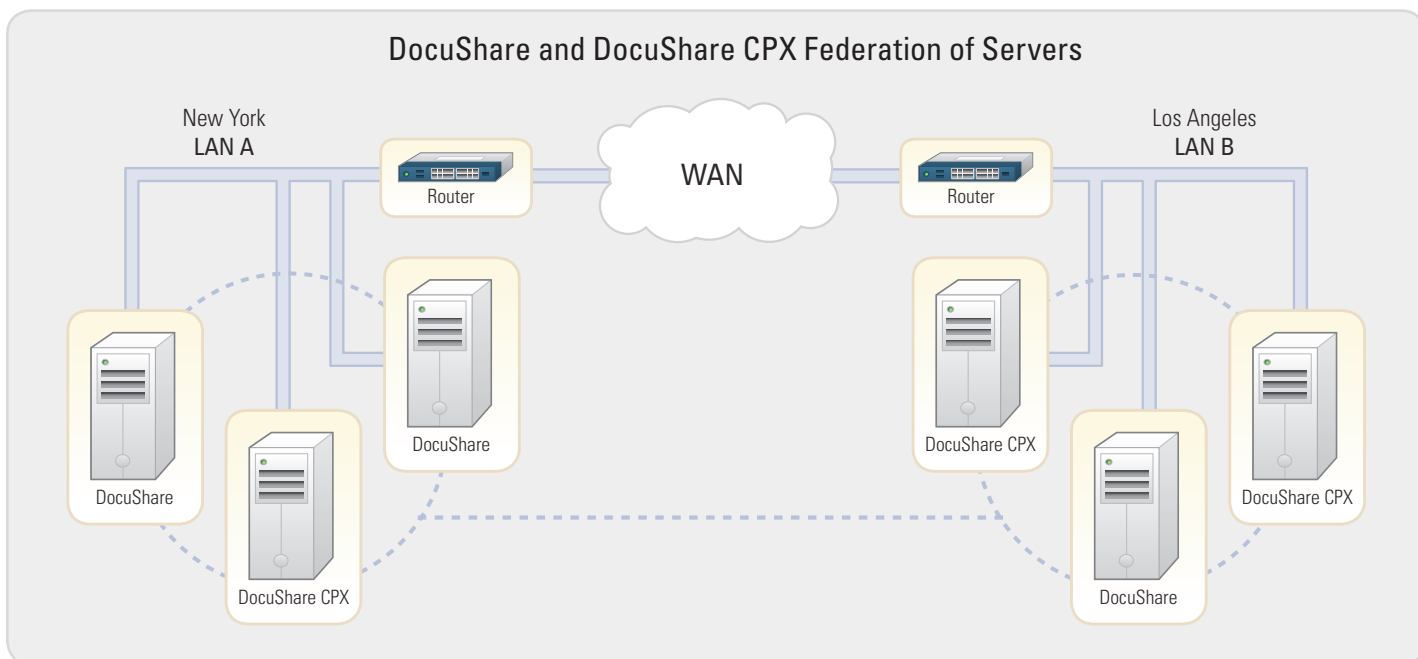 DocuShare and DocuShare CPX Federation of Servers
New York
LAN A
Router
WAN
Router
Los Angeles
LAN B
DocuShare
DocuShare CPX
DocuShare
DocuShare CPX
DocuShare
DocuShare CPX